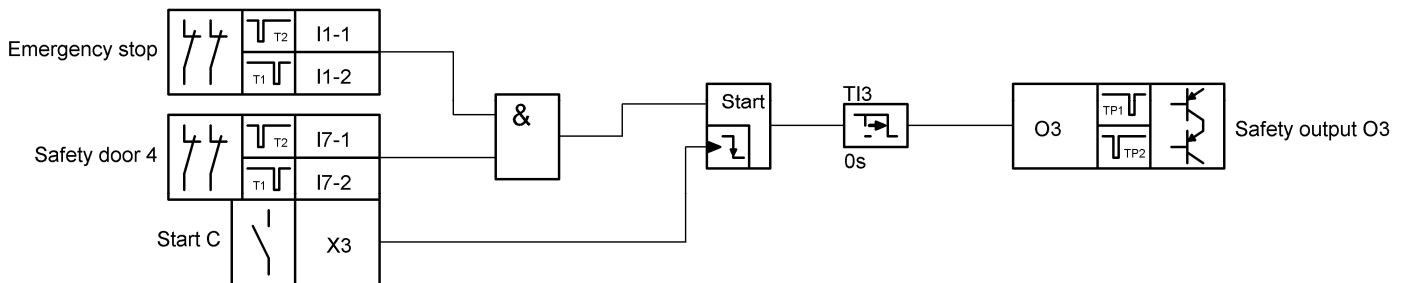 Emergency stop
T2
I1-1
T1
I1-2
Safety door 4
T2
I7-1
T1
I7-2
Start C
X3
&
Start
TI3
0s
O3
TP1
TP2
Safety output O3